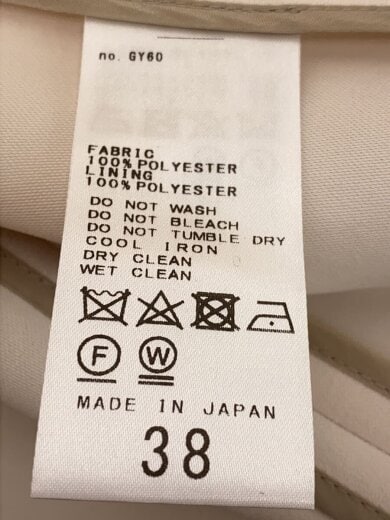 no. GY60
FABRIC
100% POLYESTER
LINING
100% POLYESTER
DO NOT WASH
DO NOT BLEACH
DO NOT TUMBLE DRY
COOL IRON
DRY CLEAN
WET CLEAN
F W
MADE IN JAPAN
38